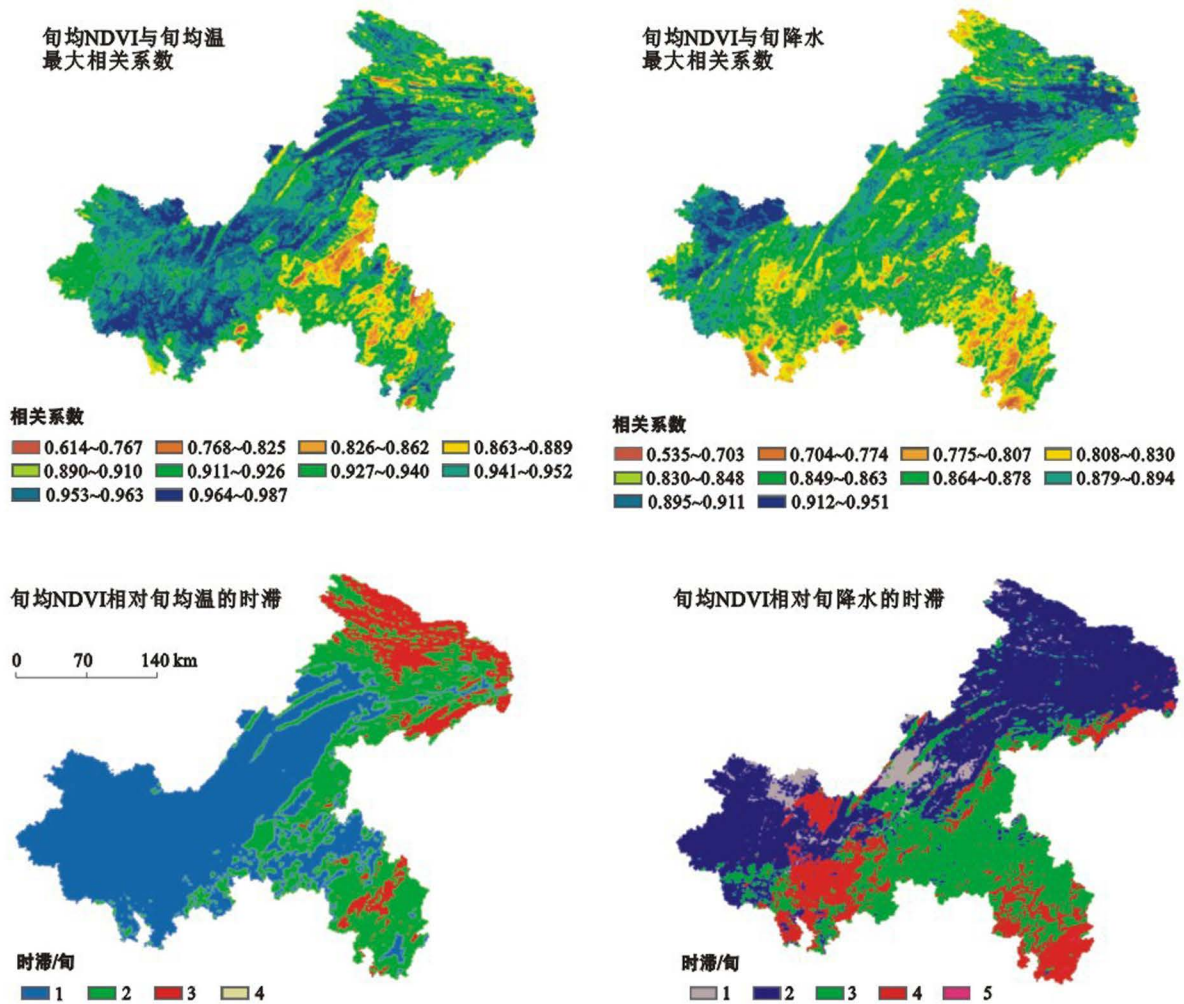 旬均NDVI与旬均温
最大相关系数
旬均NDVI与旬降水
最大相关系数
相关系数
0.614~0.767 0.768~0.825 0.826~0.862 0.863~0.889
0.890~0.910 0.911~0.926 0.927~0.940 0.941~0.952
0.953~0.963 0.964~0.987
相关系数
0.535~0.703 0.704~0.774 0.775~0.807 0.808~0.830
0.830~0.848 0.849~0.863 0.864~0.878 0.879~0.894
0.895~0.911 0.912~0.951
旬均NDVI相对旬均温的时滞
0 70 140 km
时滞/旬
1 2 3 4
旬均NDVI相对旬降水的时滞
时滞/旬
1 2 3 4 5